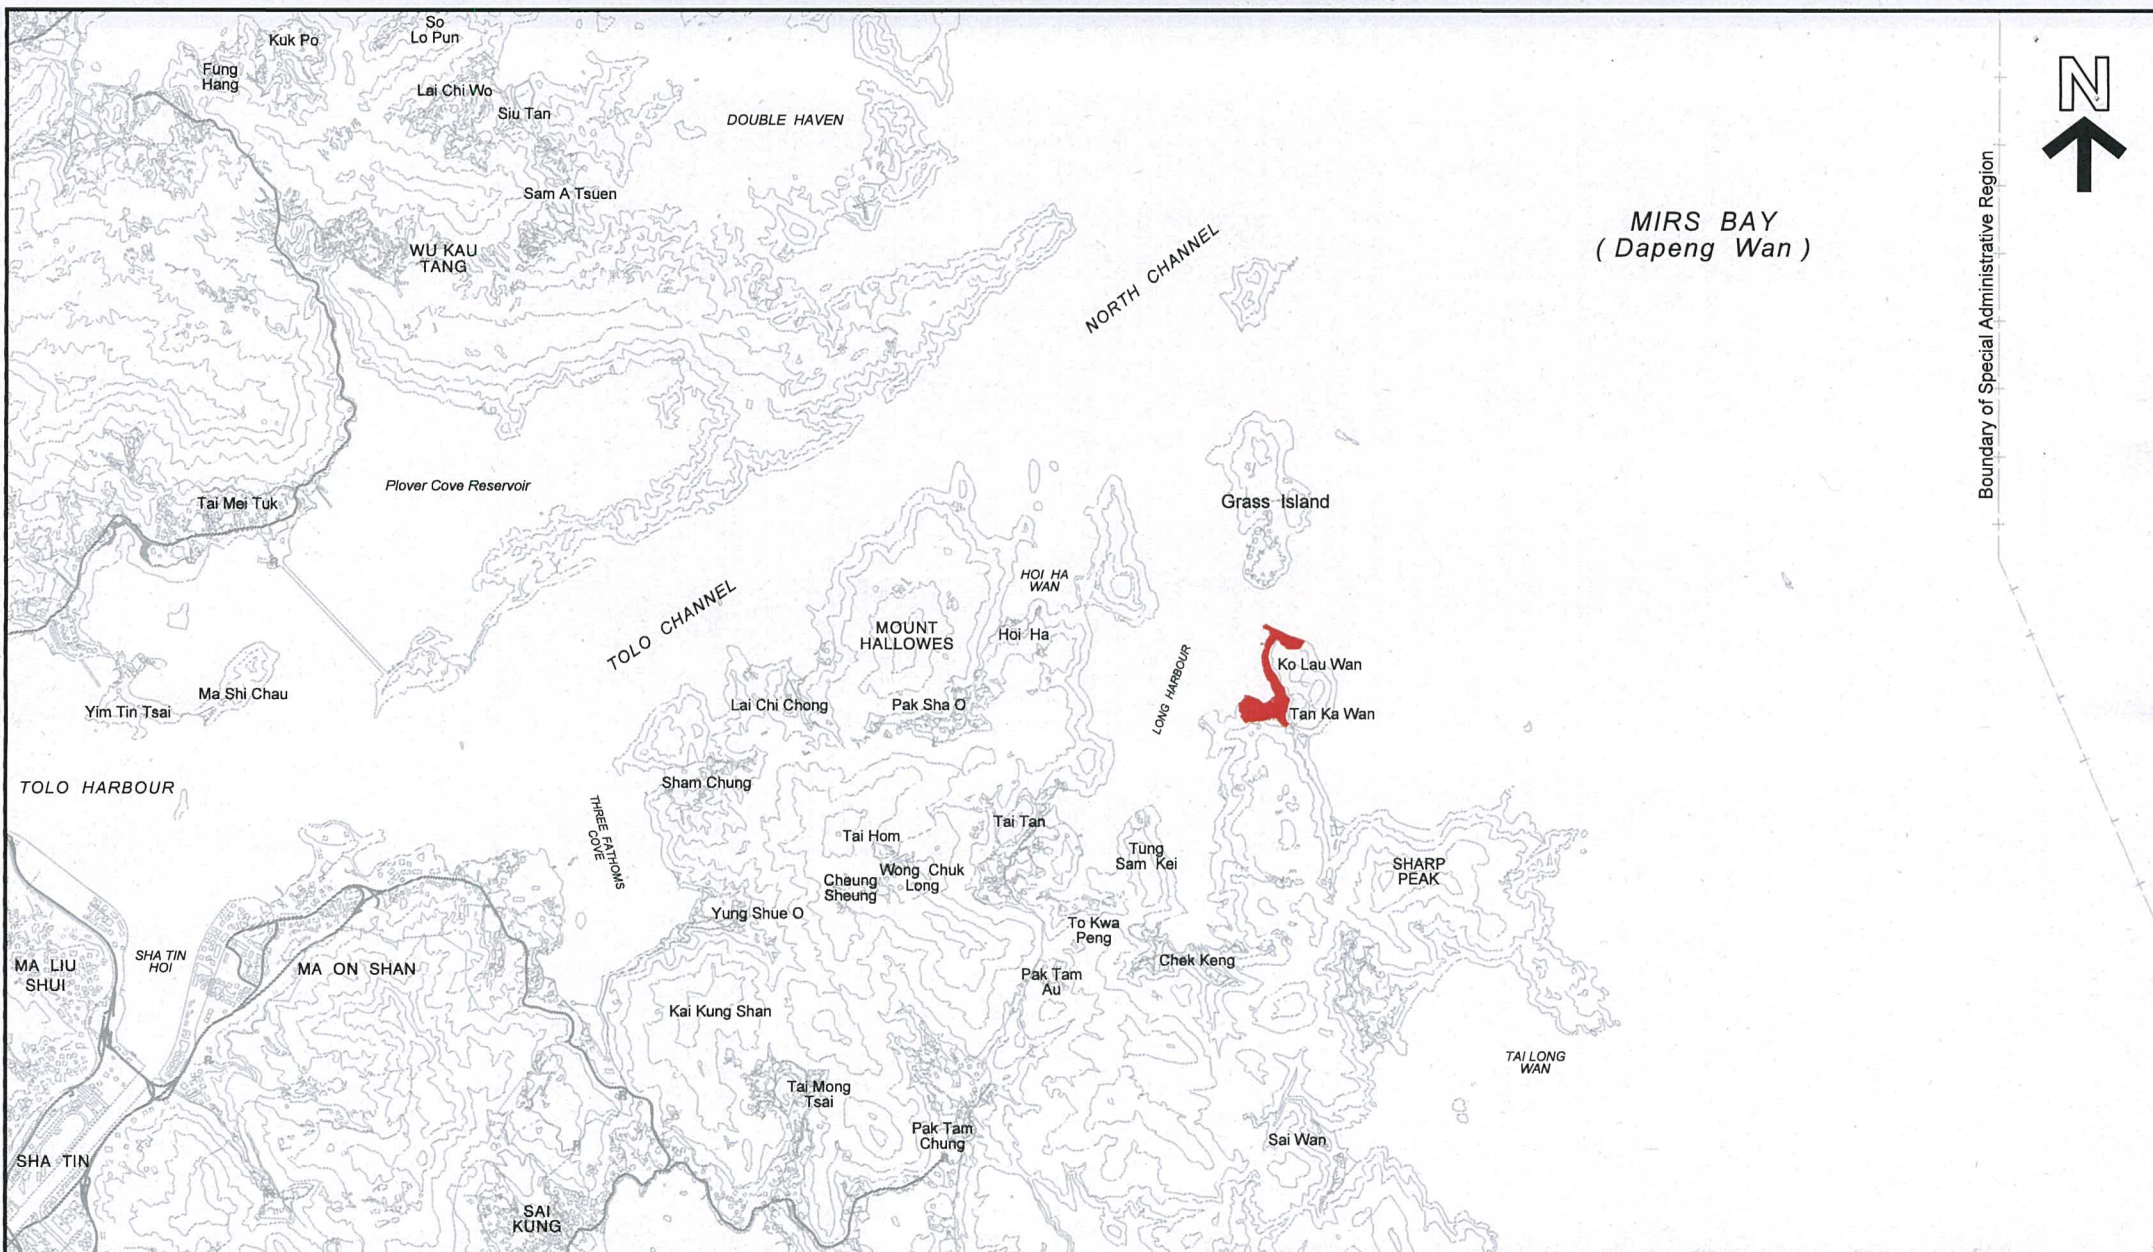 So
Lo Pun
Kuk Po
Fung
Hang
Lai Chi Wo
Siu Tan
DOUBLE HAVEN
N
Sam A Tsuen
WU KAU
TANG
NORTH CHANNEL
MIRS BAY
( Dapeng Wan )
Boundary of Special Administrative Region
Tai Mei Tuk
Plover Cove Reservoir
Grass Island
TOLO CHANNEL
HOI HA
WAN
MOUNT
HALLOWES
Hoi Ha
LONG HARBOUR
Ko Lau Wan
Ma Shi Chau
Yim Tin Tsai
Lai Chi Chong
Pak Sha O
Tan Ka Wan
TOLO HARBOUR
Sham Chung
THREE FATHOMS
COVE
Tai Hom
Tai Tan
Tung
Sam Kei
SHARP
PEAK
Wong Chuk
Long
Cheung
Sheung
Yung Shue O
To Kwa
Peng
Chek Keng
SHA TIN
HOI
MA LIU
SHUI
MA ON SHAN
Pak Tam
Au
Kai Kung Shan
TAI LONG
WAN
Tai Mong
Tsai
Pak Tam
Chung
Sai Wan
SHA TIN
SAI
KUNG